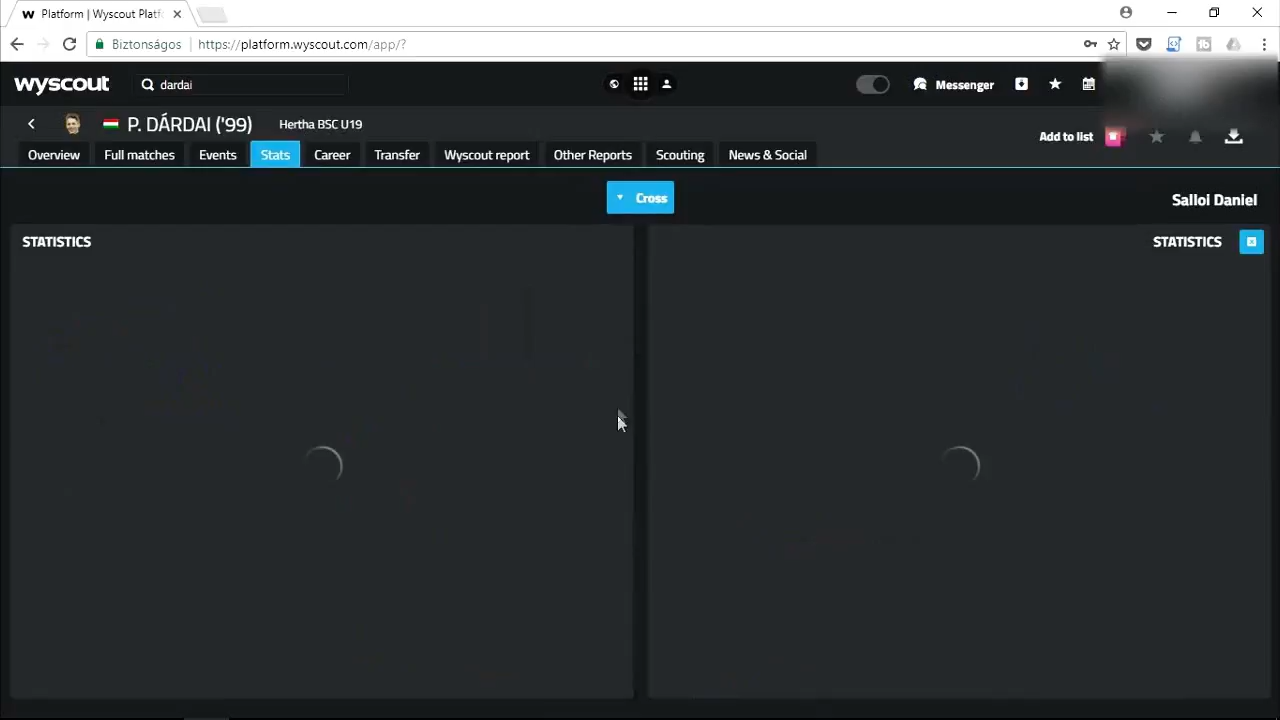 Platform | Wyscout Platf
Biztonságos https://platform.wyscout.com/app/?
wyscout dardai Messenger
P. DÁRDAI ('99) Hertha BSC U19 Add to list
Overview Full matches Events Stats Career Transfer Wyscout report Other Reports Scouting News & Social
Cross Salloi Daniel
STATISTICS STATISTICS